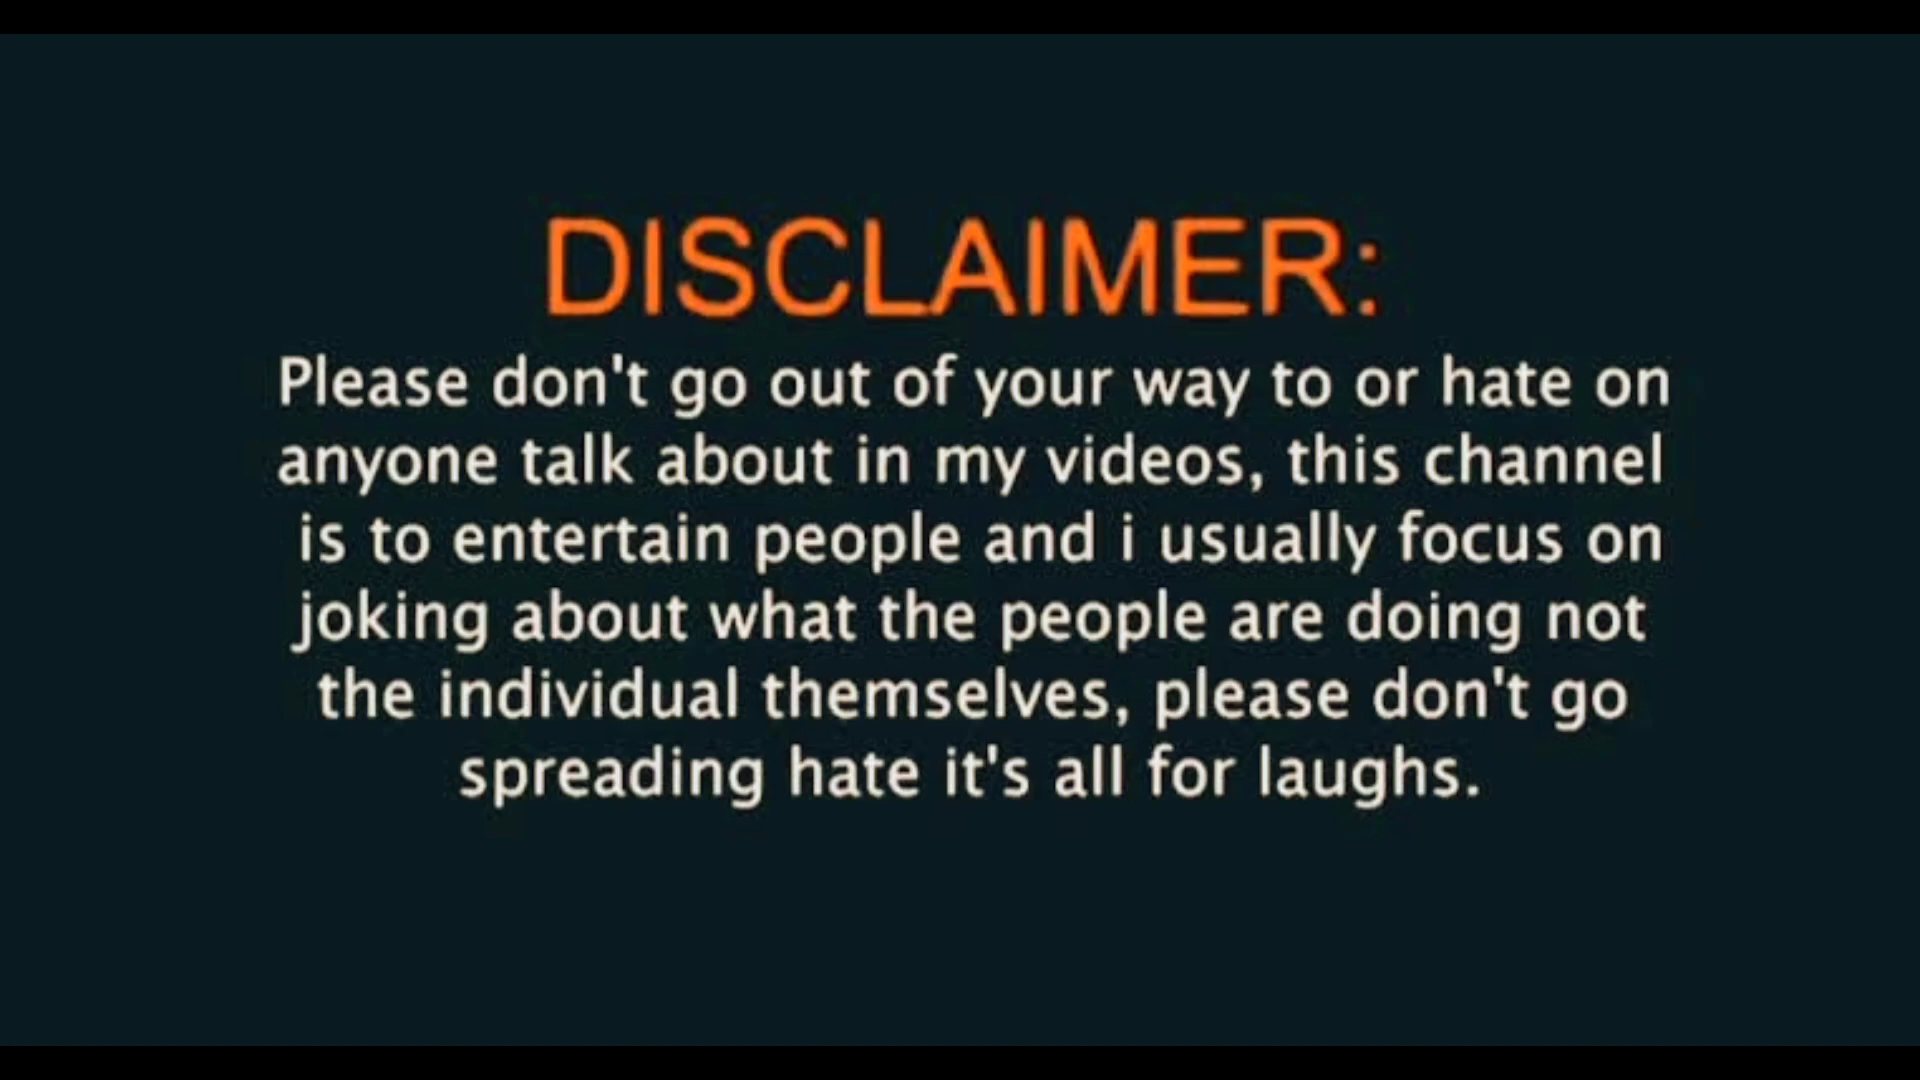 DISCLAIMER:
Please don't go out of your way to or hate on
anyone talk about in my videos, this channel
is to entertain people and i usually focus on
joking about what the people are doing not
the individual themselves, please don't go
spreading hate it's all for laughs.